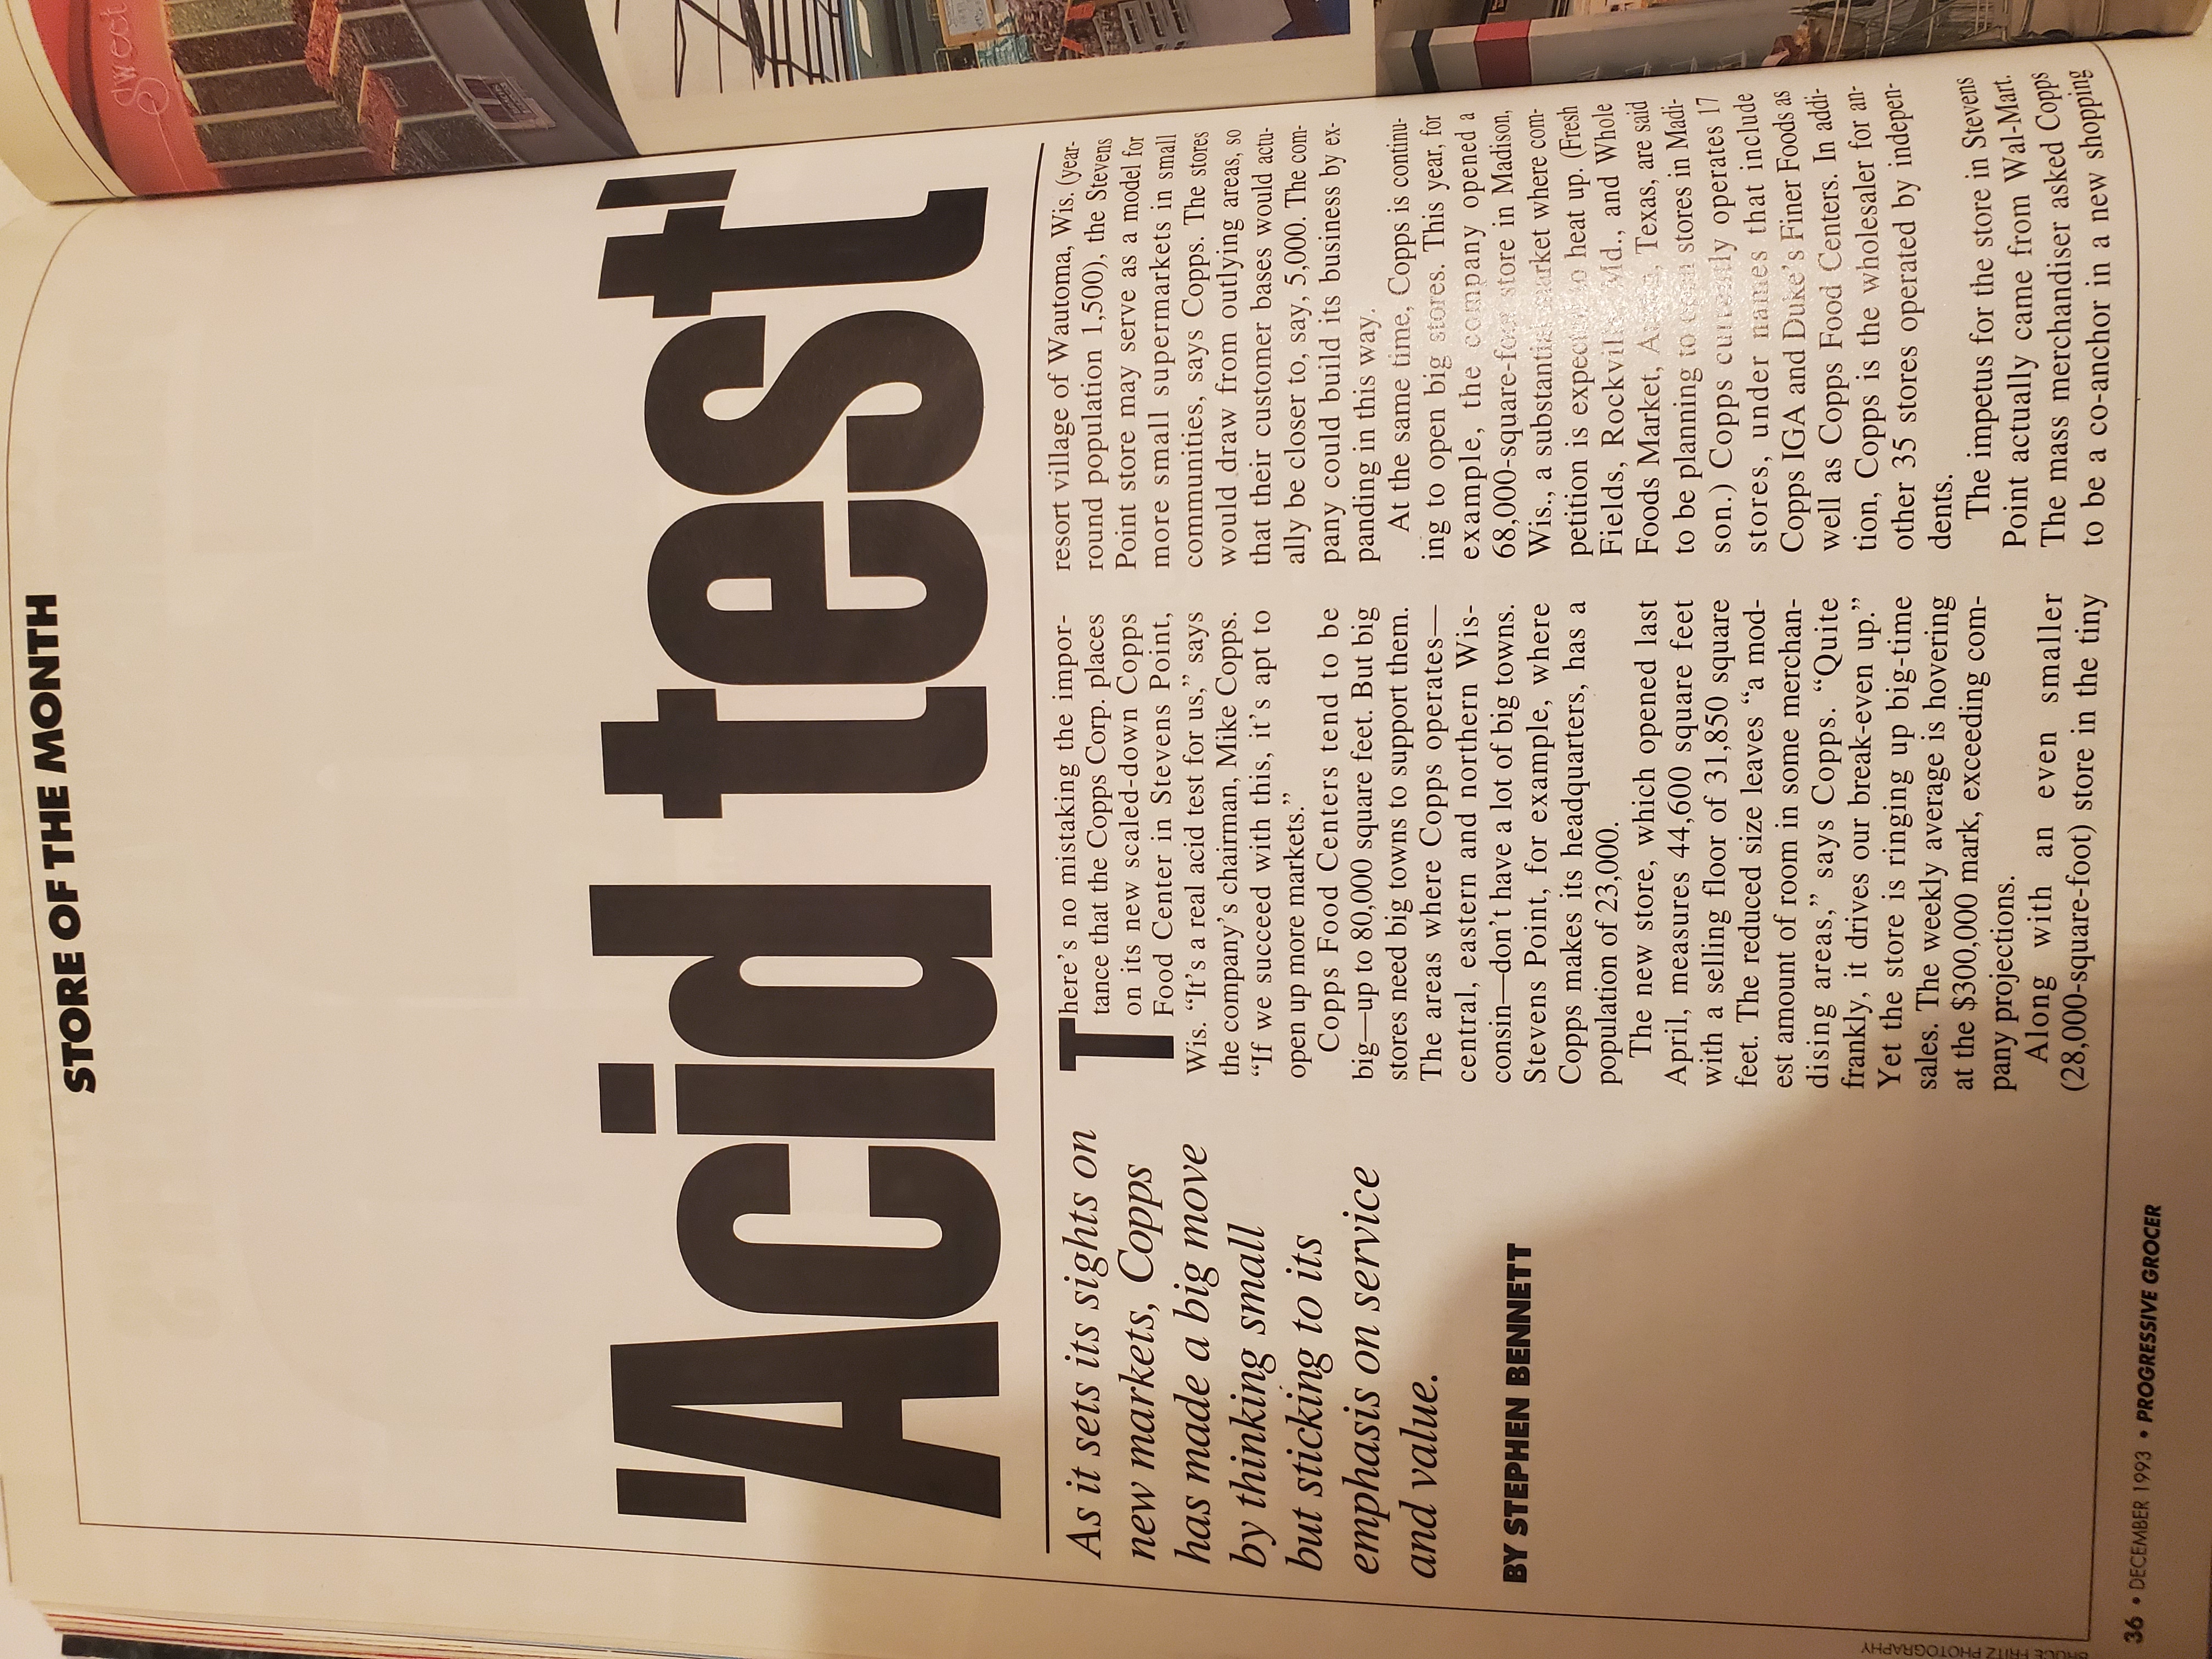 STORE OF THE MONTH
'Acid test'
As it sets its sights on
new markets, Copps
has made a big move
by thinking small
but sticking to its
emphasis on service
and value.
BY STEPHEN BENNETT
There's no mistaking the impor-
tance that the Copps Corp. places
on its new scaled-down Copps
Food Center in Stevens Point,
Wis. “It's a real acid test for us,” says
the company's chairman, Mike Copps.
“If we succeed with this, it's apt to
open up more markets.”
Copps Food Centers tend to be
big—up to 80,000 square feet. But big
stores need big towns to support them.
The areas where Copps operates—
central, eastern and northern Wis-
consin—don't have a lot of big towns.
Stevens Point, for example, where
Copps makes its headquarters, has a
population of 23,000.
The new store, which opened last
April, measures 44,600 square feet
with a selling floor of 31,850 square
feet. The reduced size leaves “a mod-
est amount of room in some merchan-
dising areas,” says Copps. “Quite
frankly, it drives our break-even up.”
Yet the store is ringing up big-time
sales. The weekly average is hovering
at the $300,000 mark, exceeding com-
pany projections.
Along with an even smaller
(28,000-square-foot) store in the tiny
resort village of Wautoma, Wis. (year-
round population 1,500), the Stevens
Point store may serve as a model for
more small supermarkets in small
communities, says Copps. The stores
would draw from outlying areas, so
that their customer bases would actu-
ally be closer to, say, 5,000. The com-
pany could build its business by ex-
panding in this way.
At the same time, Copps is continu-
ing to open big stores. This year, for
example, the company opened a
68,000-square-foot store in Madison,
Wis., a substantial market where com-
petition is expected to heat up. (Fresh
Fields, Rockville, Md., and Whole
Foods Market, Austin, Texas, are said
to be planning to open stores in Madi-
son.) Copps currently operates 17
stores, under names that include
Copps IGA and Duke's Finer Foods as
well as Copps Food Centers. In addi-
tion, Copps is the wholesaler for an-
other 35 stores operated by indepen-
dents.
The impetus for the store in Stevens
Point actually came from Wal-Mart.
The mass merchandiser asked Copps
to be a co-anchor in a new shopping
36 • DECEMBER 1993 • PROGRESSIVE GROCER
BRUCE FRITZ PHOTOGRAPHY
Sweet